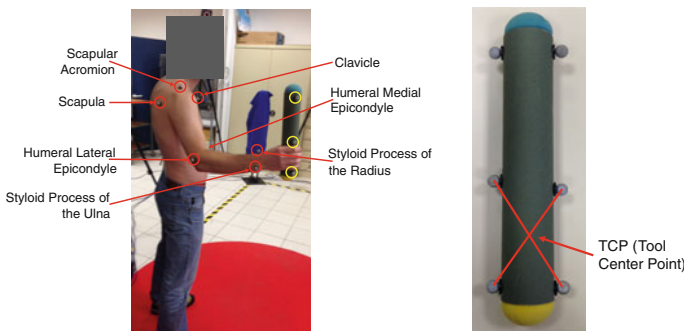 Scapular
Acromion
Clavicle
Scapula
Humeral Medial
Epicondyle
Humeral Lateral
Epicondyle
Styloid Process of
the Radius
Styloid Process of
the Ulna
TCP (Tool
Center Point)